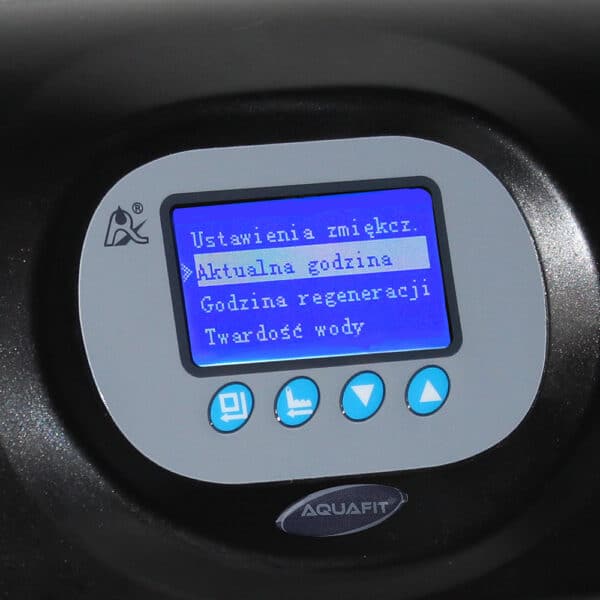 ®
Ustawienia zmiękcz.
Aktualna godzina
Godzina regeneracji
Twardość wody
AQUAFIT